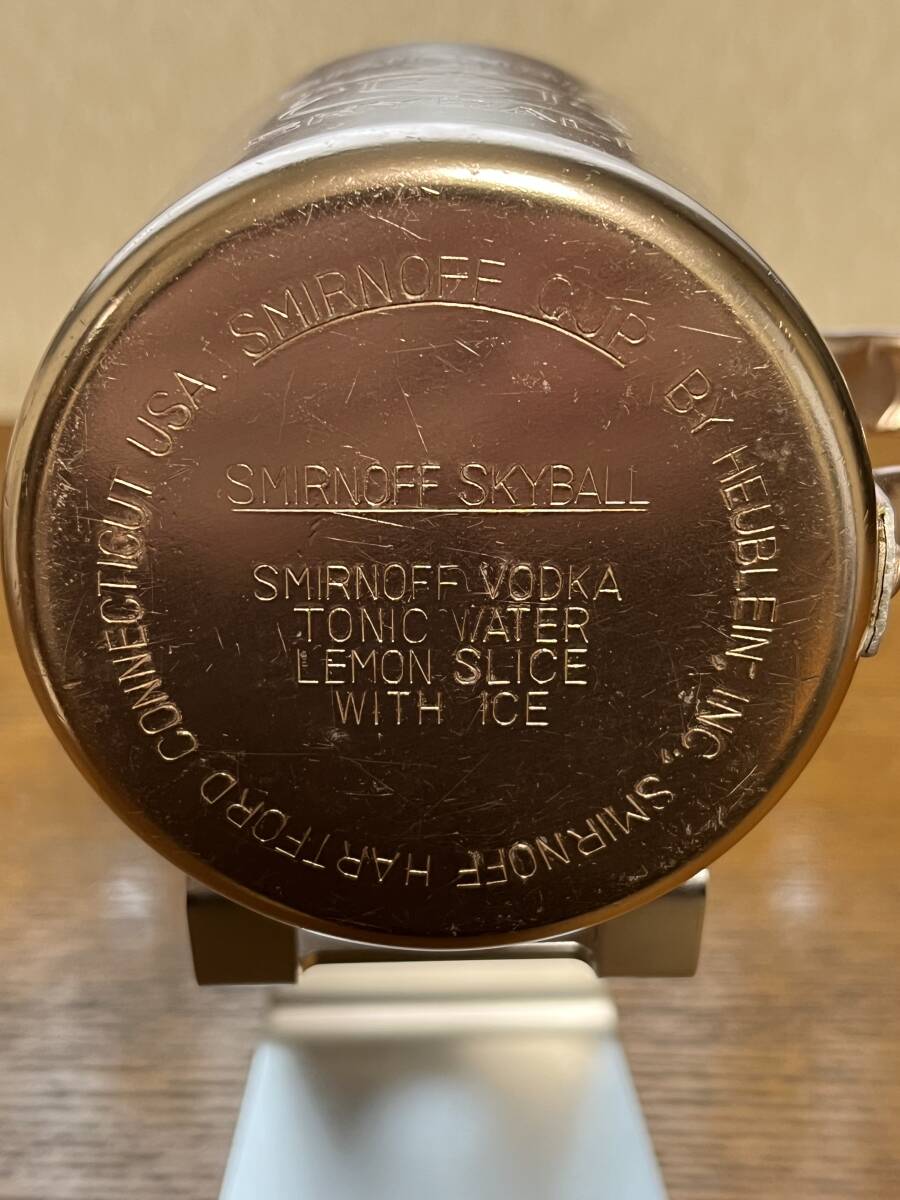 SMIRNOFF CUP.
BY HEUBLEIN INC., SMIRNOFF HARTFORD. CONNECTICUT USA.
SMIRNOFF SKYBALL
SMIRNOFF VODKA
TONIC WATER
LEMON SLICE
WITH ICE